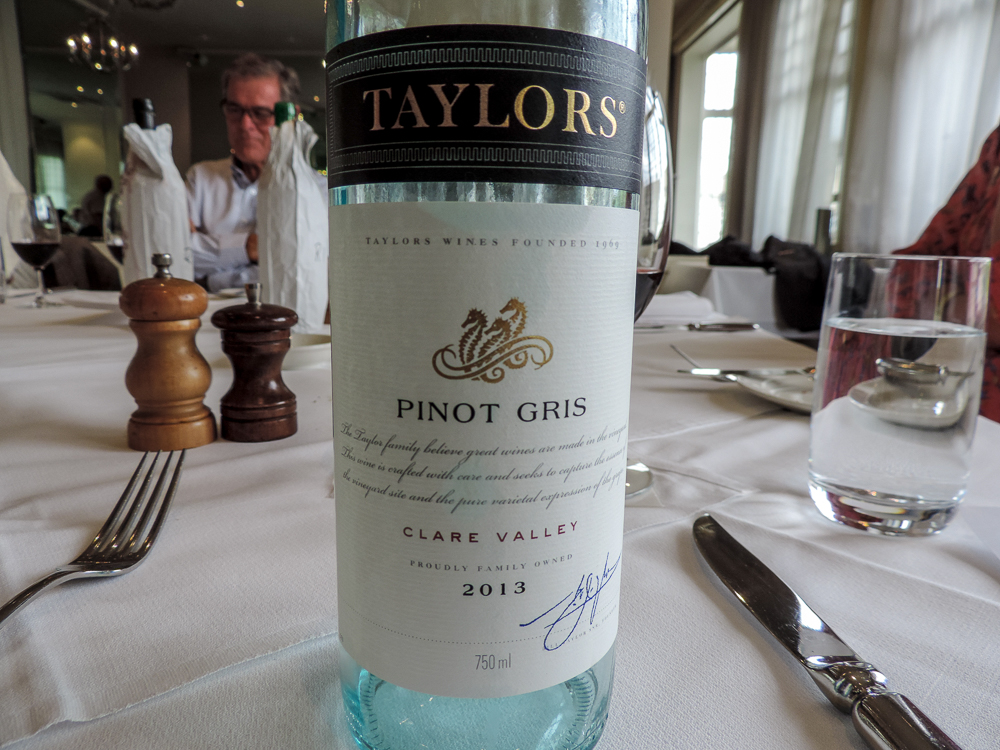 TAYLORS®
TAYLORS WINES FOUNDED 1969
PINOT GRIS
The Taylor family believe great wines are made in the
This wine is crafted with care and seeks to capture the
the vineyard site and the pure varietal expression of the
CLARE VALLEY
PROUDLY FAMILY OWNED
2013
750 ml